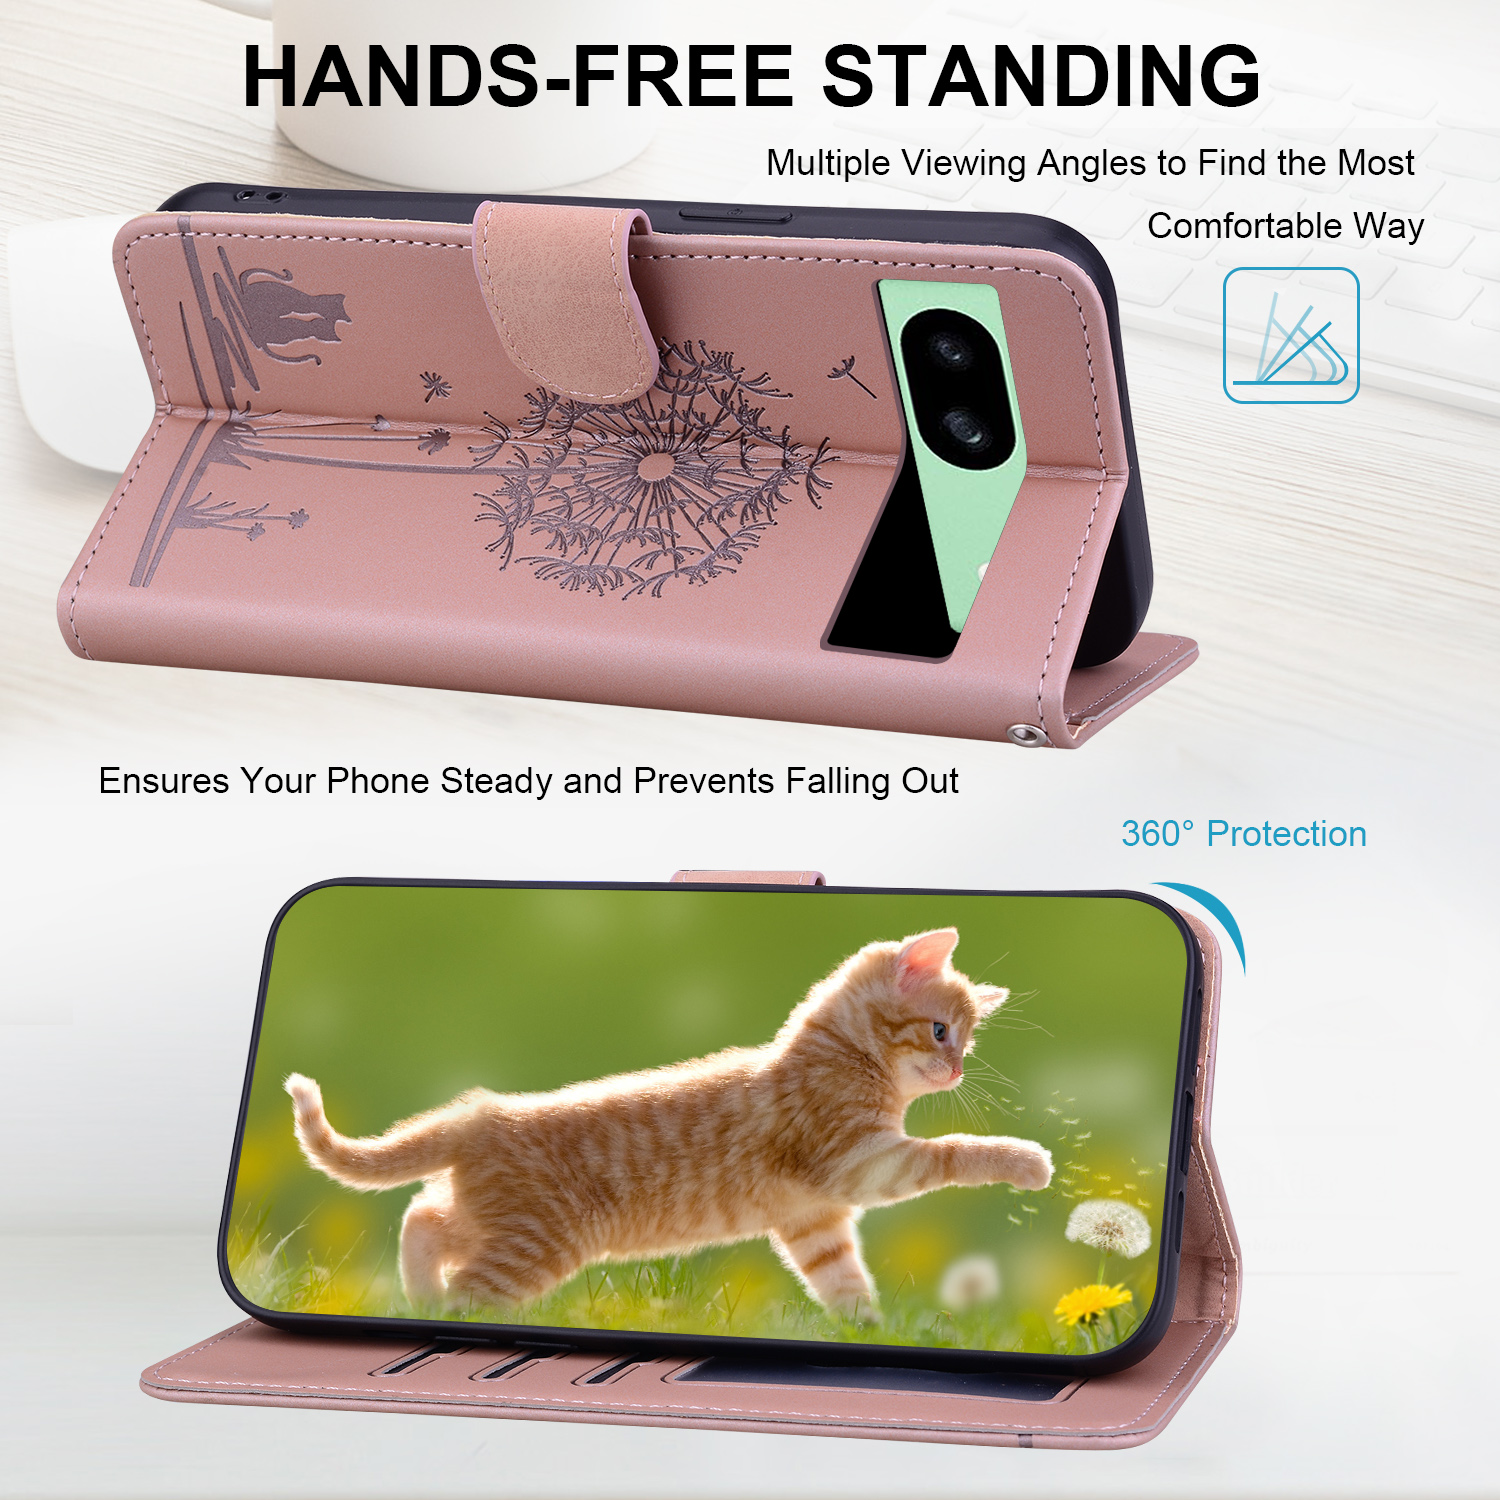 HANDS-FREE STANDING
Multiple Viewing Angles to Find the Most
Comfortable Way
Ensures Your Phone Steady and Prevents Falling Out
360° Protection